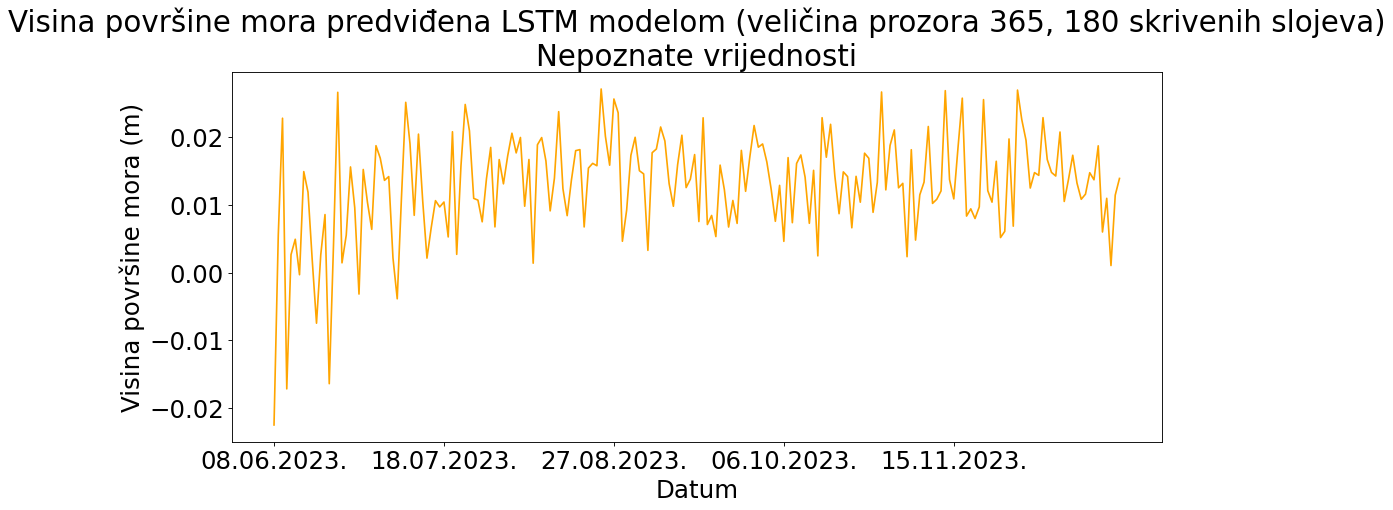 Visina površine mora predviđena LSTM modelom (veličina prozora 365, 180 skrivenih slojeva)
Nepoznate vrijednosti
Visina površine mora (m)
0.02
0.01
0.00
−0.01
−0.02
08.06.2023. 18.07.2023. 27.08.2023. 06.10.2023. 15.11.2023.
Datum